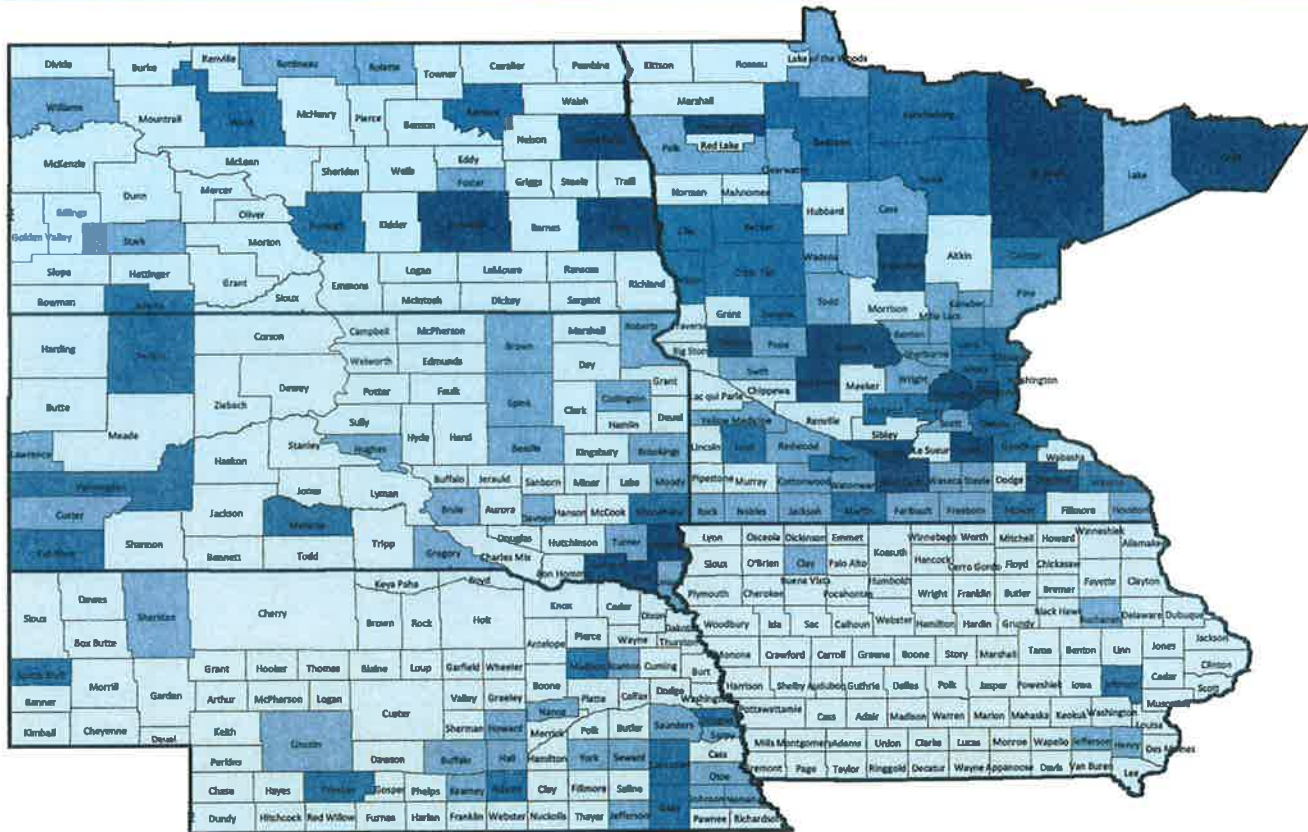 Divide Burke Renville Bottineau Rolette Towner Cavalier Pembina Kittson Roseau Lake of the Woods
Williams Mountrail Ward McHenry Pierce Benson Ramsey Walsh Marshall
McKenzie McLean Sheridan Wells Eddy Nelson Polk Red Lake Clearwater Beltrami Lake
Dunn Mercer Foster Griggs Steele Traill Norman Mahnomen
Billings Oliver Hubbard Cass
Golden Valley Stark Morton Burleigh Kidder Barnes Clay Becker Wadena Aitkin Carlton
Slope Hettinger Grant Logan LaMoure Ransom Richland Otter Tail Pine
Bowman Adams Sioux Emmons McIntosh Dickey Sargent Grant Douglas Todd Morrison Mille Lacs Kanabec
Harding Perkins Corson Campbell McPherson Brown Marshall Roberts Traverse Pope Benton
Walworth Edmunds Day Big Stone Swift Sherburne
Butte Ziebach Dewey Potter Faulk Spink Clark Codington Grant Lac qui Parle Chippewa Meeker Wright Washington
Meade Sully Hyde Hand Hamlin Deuel Yellow Medicine Renville Sibley Scott
Lawrence Haakon Stanley Hughes Beadle Kingsbury Brookings Lincoln Lyon Redwood Le Sueur Wabasha
Pennington Jones Lyman Buffalo Jerauld Sanborn Miner Lake Moody Pipestone Murray Cottonwood Watonwan Waseca Steele Dodge
Custer Jackson Mellette Brule Aurora Davison Hanson McCook Minnehaha Rock Nobles Jackson Martin Faribault Freeborn Mower Fillmore Houston
Fall River Shannon Bennett Todd Tripp Gregory Charles Mix Douglas Hutchinson Turner
Bon Homme
Lyon Osceola Dickinson Emmet Kossuth Winnebago Worth Mitchell Howard Winneshiek Allamakee
Sioux O'Brien Clay Palo Alto Hancock Cerro Gordo Floyd Chickasaw
Sioux Dawes Sheridan Cherry Keya Paha Boyd Knox Cedar Dixon Plymouth Cherokee Buena Vista Pocahontas Humboldt Wright Franklin Butler Bremer Fayette Clayton
Box Butte Brown Rock Holt Antelope Pierce Wayne Dakota Thurston Woodbury Ida Sac Calhoun Webster Hamilton Hardin Grundy Black Hawk Buchanan Delaware Dubuque
Scotts Bluff Grant Hooker Thomas Blaine Loup Garfield Wheeler Boone Madison Stanton Cuming Burt Monona Crawford Carroll Greene Boone Story Marshall Tama Benton Linn Jones Jackson
Banner Morrill Garden Arthur McPherson Logan Custer Valley Greeley Platte Colfax Dodge Washington Harrison Shelby Audubon Guthrie Dallas Polk Jasper Poweshiek Iowa Johnson Cedar Clinton Scott
Kimball Cheyenne Deuel Keith Lincoln Sherman Howard Nance Merrick Polk Butler Saunders Douglas Sarpy Pottawattamie Cass Adair Madison Warren Marion Mahaska Keokuk Washington Louisa Muscatine
Perkins Dawson Buffalo Hall Hamilton York Seward Lancaster Cass Otoe Mills Montgomery Adams Union Clarke Lucas Monroe Wapello Jefferson Henry Des Moines
Chase Hayes Frontier Gosper Phelps Kearney Adams Clay Fillmore Saline Gage Johnson Nemaha Fremont Page Taylor Ringgold Decatur Wayne Appanoose Davis Van Buren Lee
Dundy Hitchcock Red Willow Furnas Harlan Franklin Webster Nuckolls Thayer Jefferson Pawnee Richardson